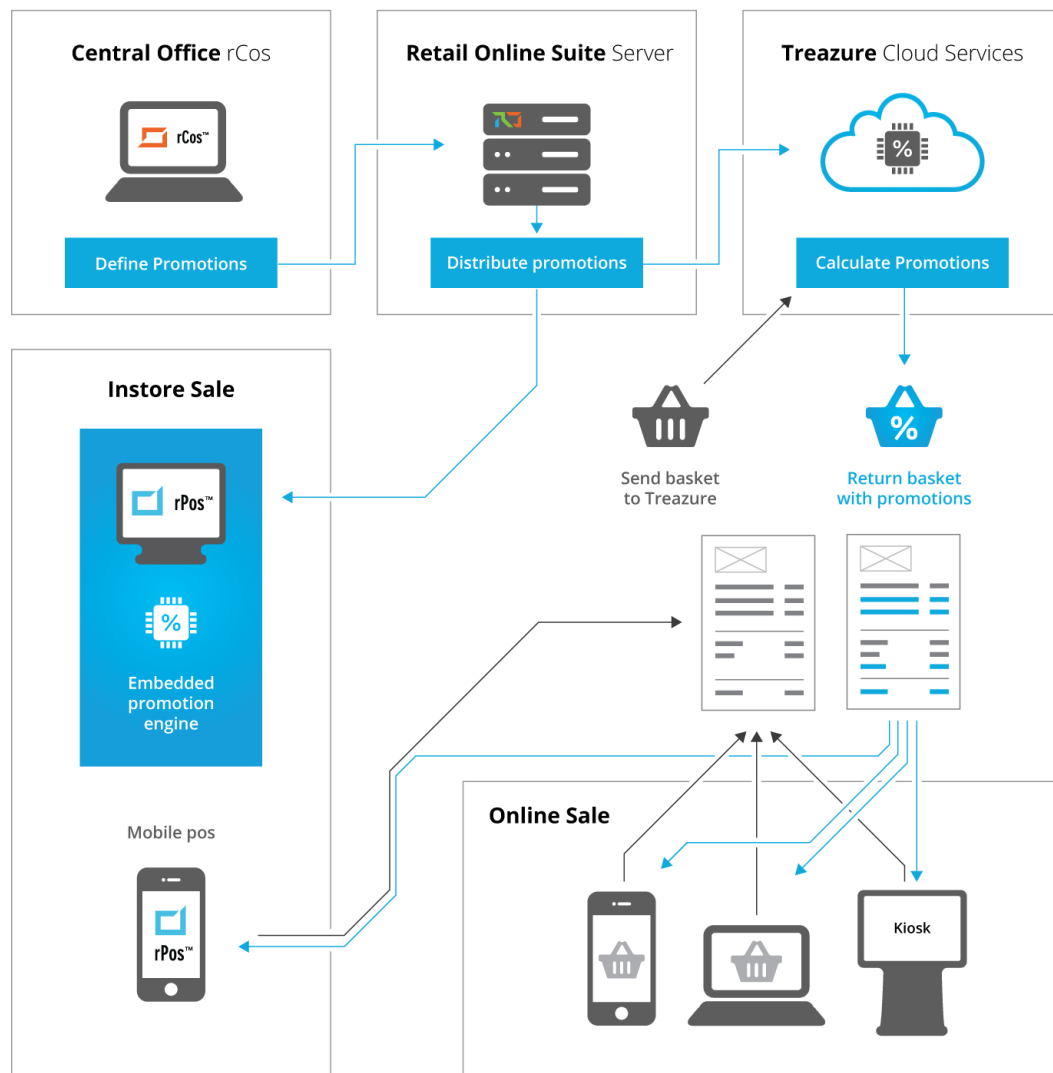 Central Office rCos
rCos™
Define Promotions
Retail Online Suite Server
Distribute promotions
Treazure Cloud Services
%
Calculate Promotions
Instore Sale
rPos™
%
Embedded
promotion
engine
Mobile pos
rPos™
Send basket
to Treazure
%
Return basket
with promotions
Online Sale
Kiosk